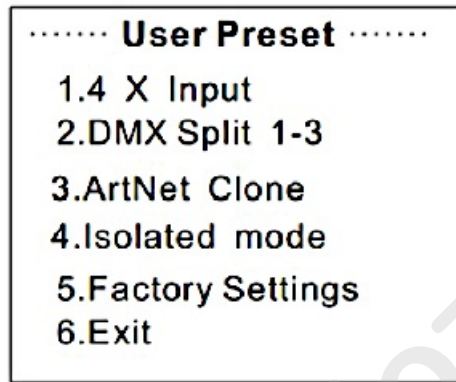 ······· User Preset ·······
1.4 X Input
2.DMX Split 1-3
3.ArtNet Clone
4.Isolated mode
5.Factory Settings
6.Exit